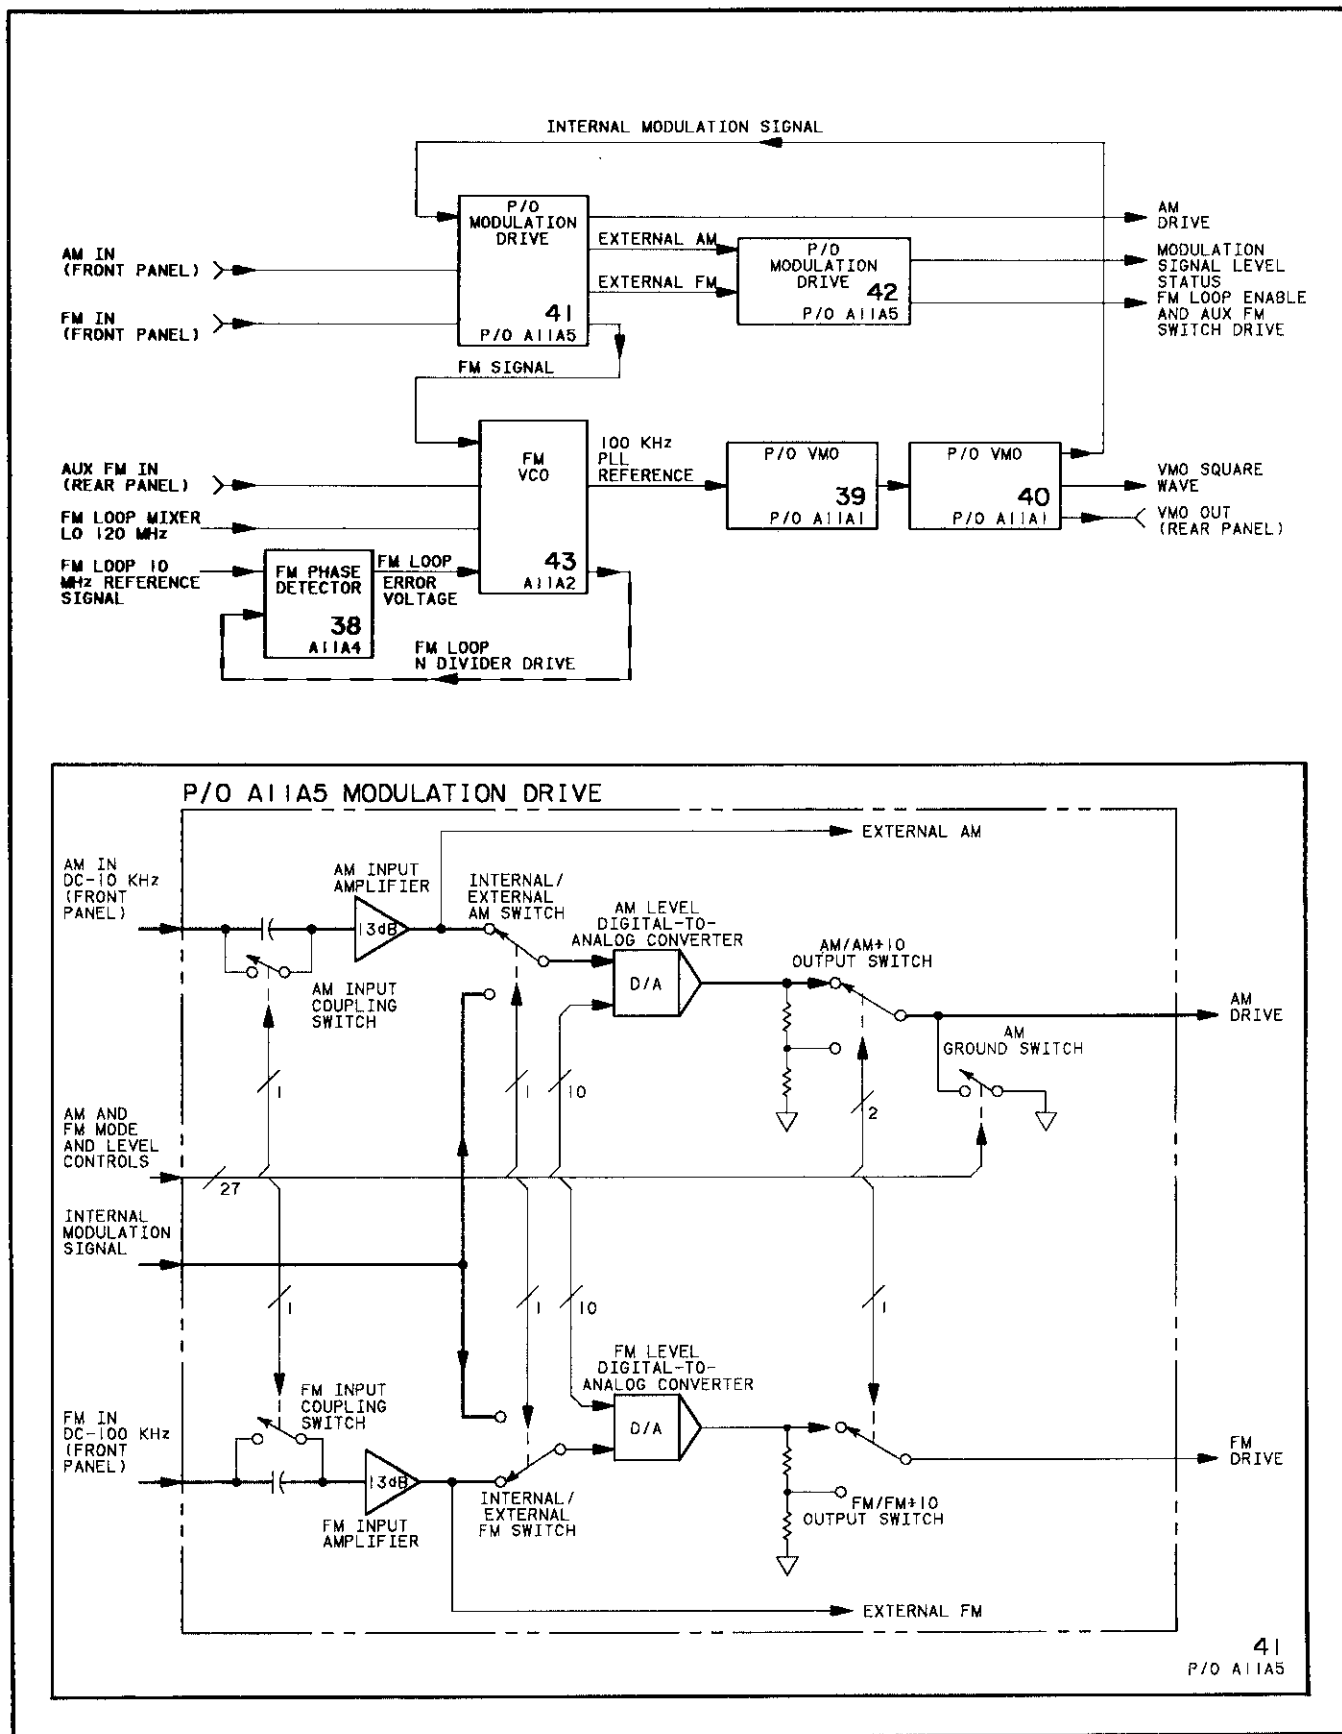 INTERNAL MODULATION SIGNAL
P/O
MODULATION
DRIVE
41
P/O A11A5
AM IN
(FRONT PANEL)
FM IN
(FRONT PANEL)
EXTERNAL AM
EXTERNAL FM
P/O
MODULATION
DRIVE
42
P/O A11A5
AM
DRIVE
MODULATION
SIGNAL LEVEL
STATUS
FM LOOP ENABLE
AND AUX FM
SWITCH DRIVE
FM SIGNAL
AUX FM IN
(REAR PANEL)
FM LOOP MIXER
LO 120 MHz
FM LOOP 10
MHz REFERENCE
SIGNAL
FM PHASE
DETECTOR
38
A11A4
FM LOOP
ERROR
VOLTAGE
FM
VCO
43
A11A2
100 KHz
PLL
REFERENCE
P/O VMO
39
P/O A11A1
P/O VMO
40
P/O A11A1
VMO SQUARE
WAVE
VMO OUT
(REAR PANEL)
FM LOOP
N DIVIDER DRIVE
P/O A11A5 MODULATION DRIVE
EXTERNAL AM
AM IN
DC-10 KHz
(FRONT
PANEL)
AM INPUT
AMPLIFIER
13dB
INTERNAL/
EXTERNAL
AM SWITCH
AM LEVEL
DIGITAL-TO-
ANALOG CONVERTER
D/A
AM/AM÷10
OUTPUT SWITCH
AM INPUT
COUPLING
SWITCH
AM
DRIVE
AM
GROUND SWITCH
1
1
10
2
AM AND
FM MODE
AND LEVEL
CONTROLS
27
INTERNAL
MODULATION
SIGNAL
1
1
10
1
FM LEVEL
DIGITAL-TO-
ANALOG CONVERTER
D/A
FM INPUT
COUPLING
SWITCH
FM IN
DC-100 KHz
(FRONT
PANEL)
13dB
FM INPUT
AMPLIFIER
INTERNAL/
EXTERNAL
FM SWITCH
FM/FM÷10
OUTPUT SWITCH
FM
DRIVE
EXTERNAL FM
41
P/O A11A5